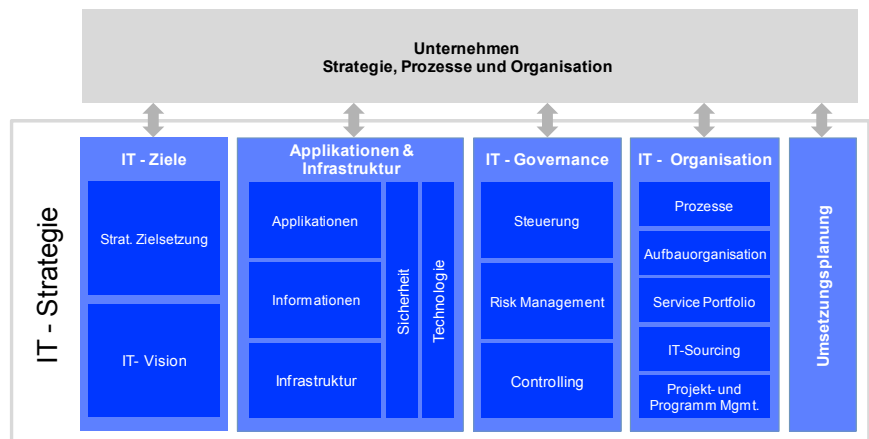 Unternehmen
Strategie, Prozesse und Organisation
IT - Strategie
IT - Ziele
Strat. Zielsetzung
IT- Vision
Applikationen &
Infrastruktur
Applikationen
Informationen
Infrastruktur
Sicherheit
Technologie
IT - Governance
Steuerung
Risk Management
Controlling
IT - Organisation
Prozesse
Aufbauorganisation
Service Portfolio
IT-Sourcing
Projekt- und
Programm Mgmt.
Umsetzungsplanung